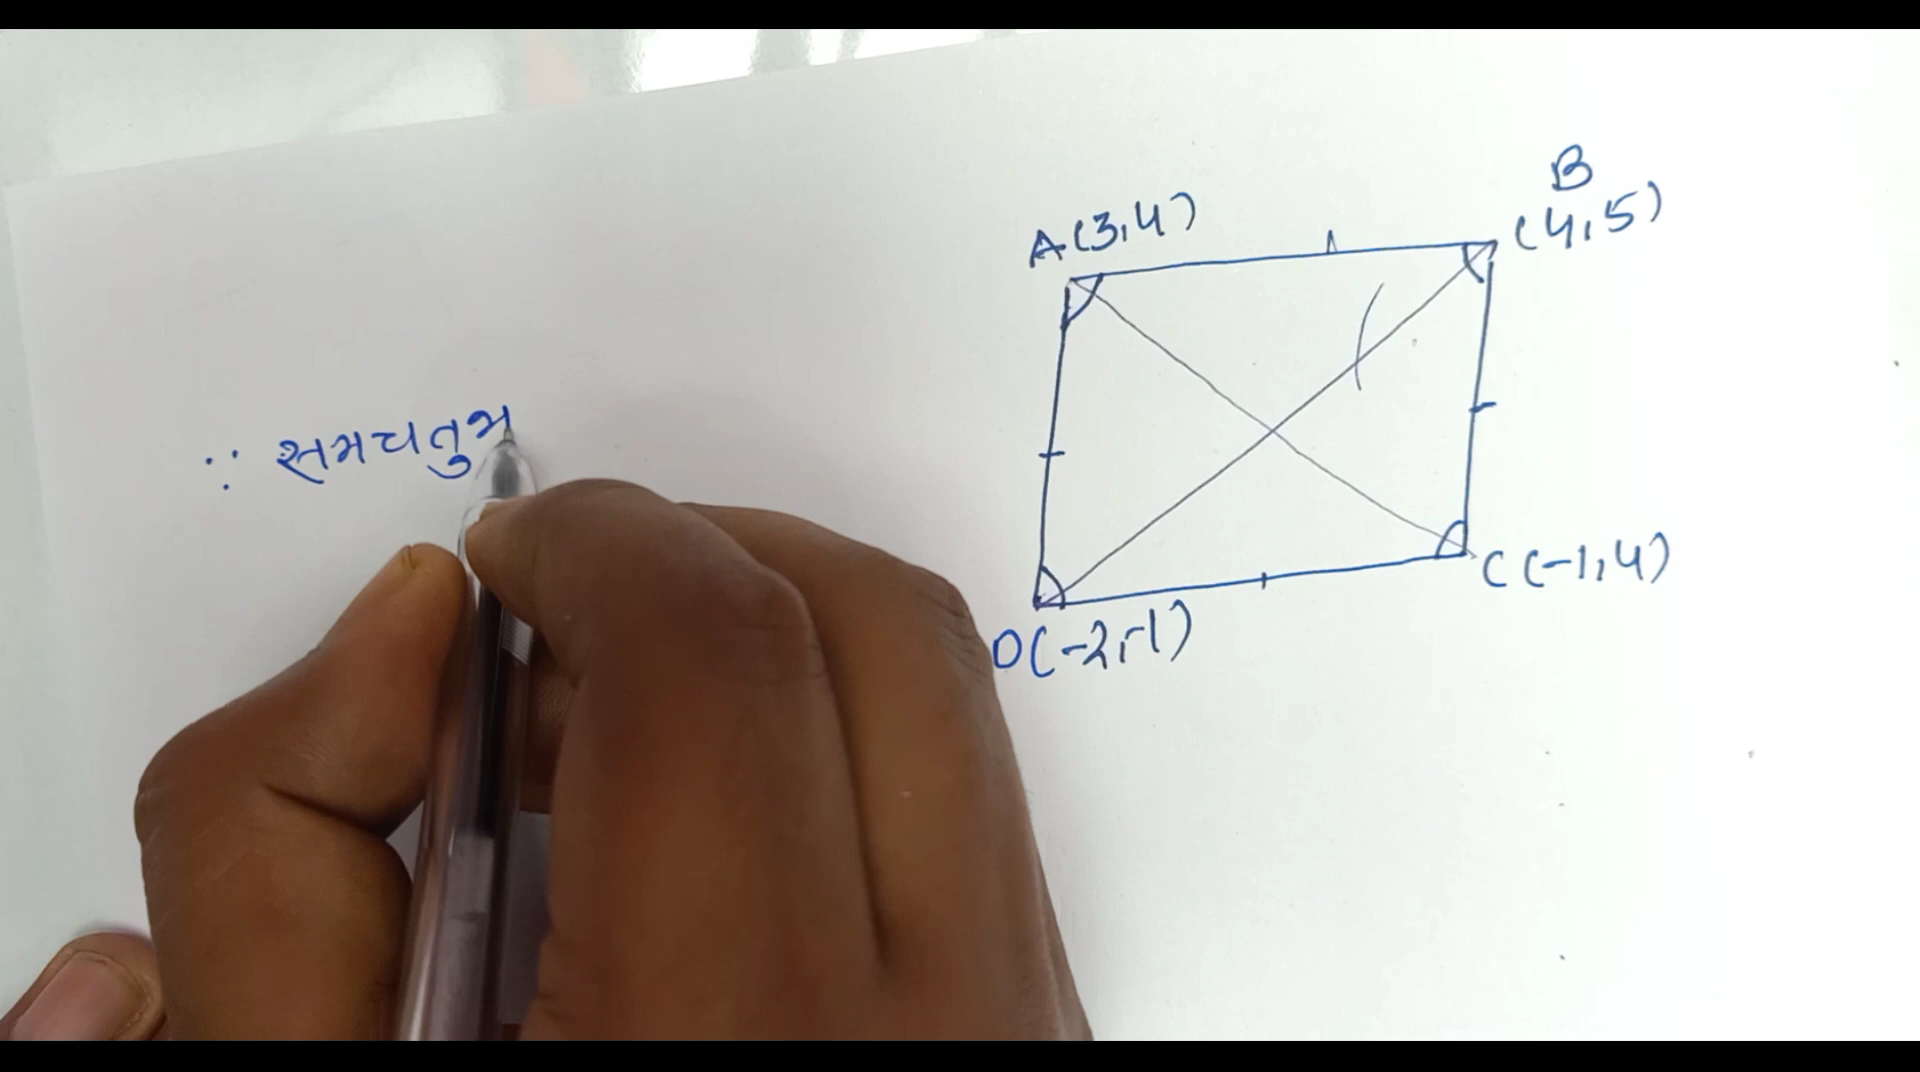 B
A(3,4)
(4,5)
∵ સમચતુભ
C(-1,4)
D(-2,-1)